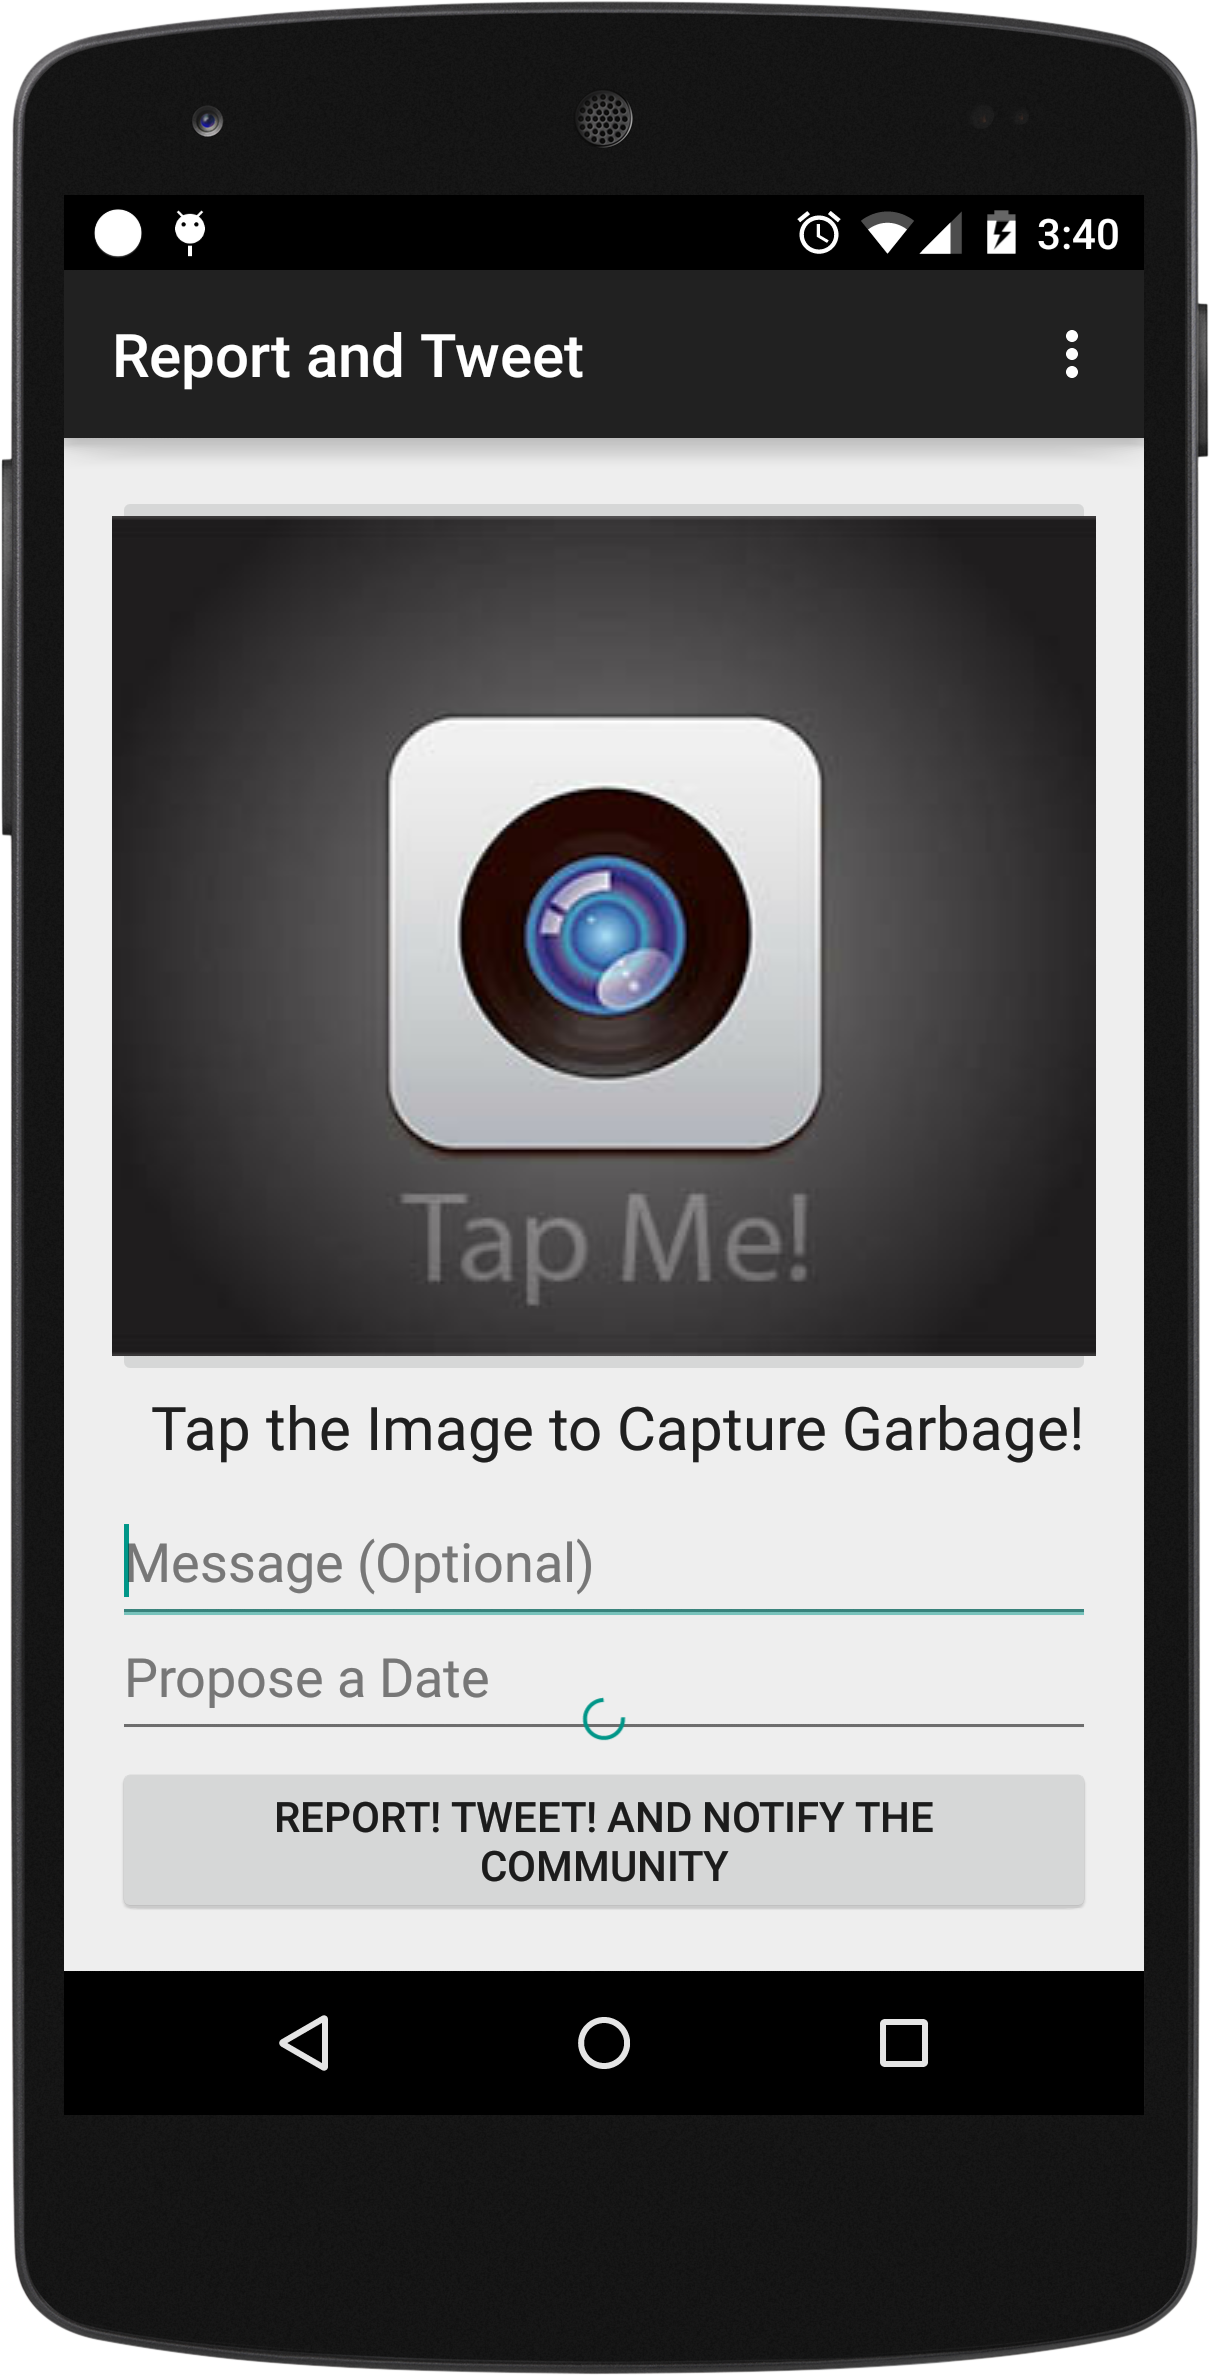 3:40
Report and Tweet
Tap Me!
Tap the Image to Capture Garbage!
Message (Optional)
Propose a Date
REPORT! TWEET! AND NOTIFY THE
COMMUNITY